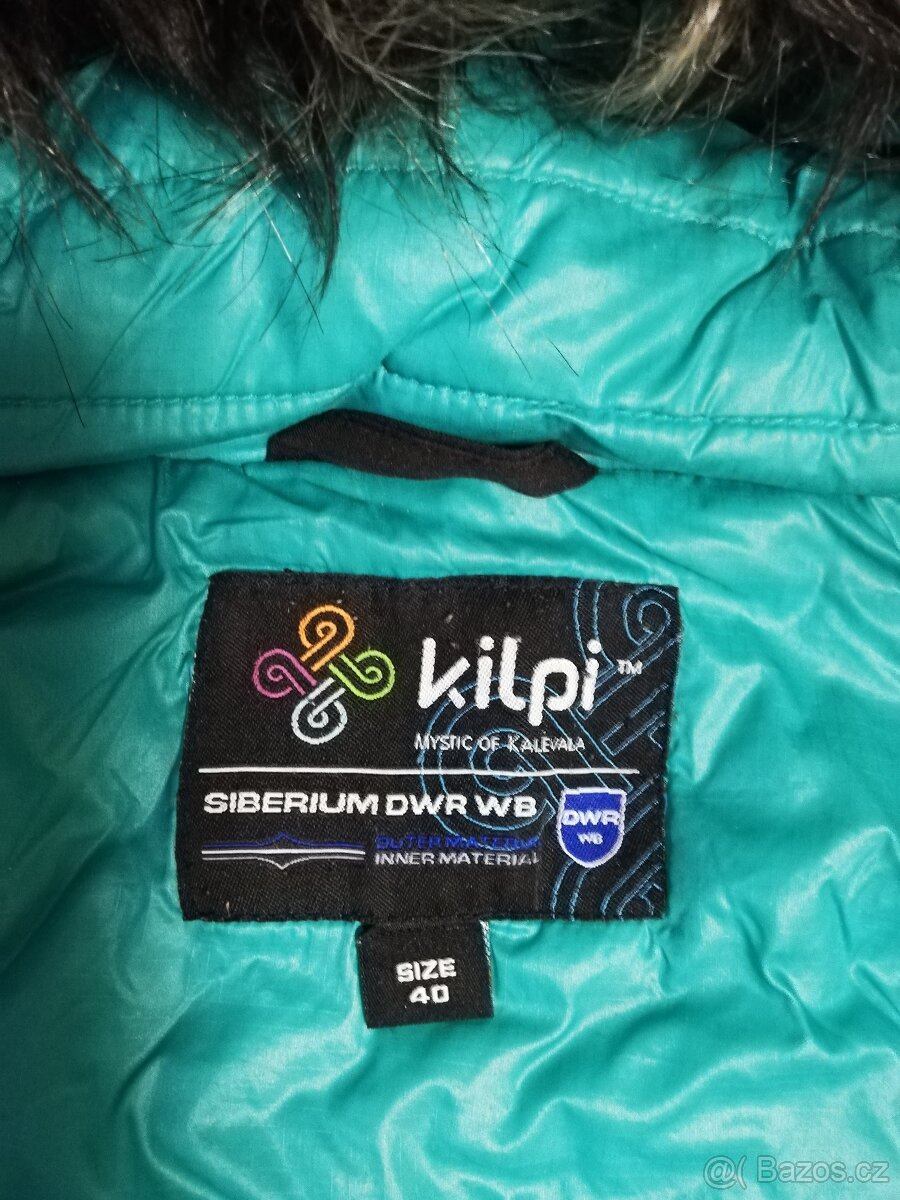 kilpi™
MYSTIC OF KALEVALA
SIBERIUM DWR WB
DWR
WB
OUTER MATERIAL
INNER MATERIAL
SIZE
40
@( Bazos.cz